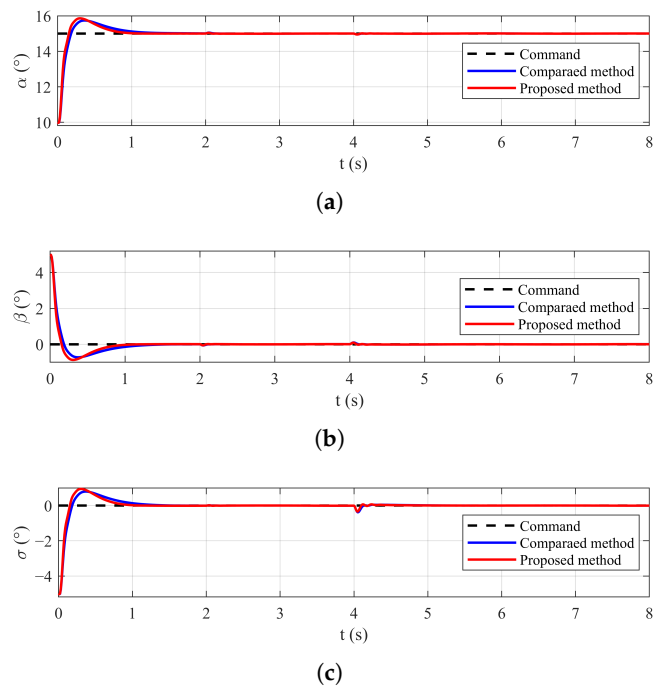 16
14
12
10
α (°)
Command
Comparaed method
Proposed method
0 1 2 3 4 5 6 7 8
t (s)
(a)
4
2
0
β (°)
Command
Comparaed method
Proposed method
0 1 2 3 4 5 6 7 8
t (s)
(b)
0
−2
−4
σ (°)
Command
Comparaed method
Proposed method
0 1 2 3 4 5 6 7 8
t (s)
(c)